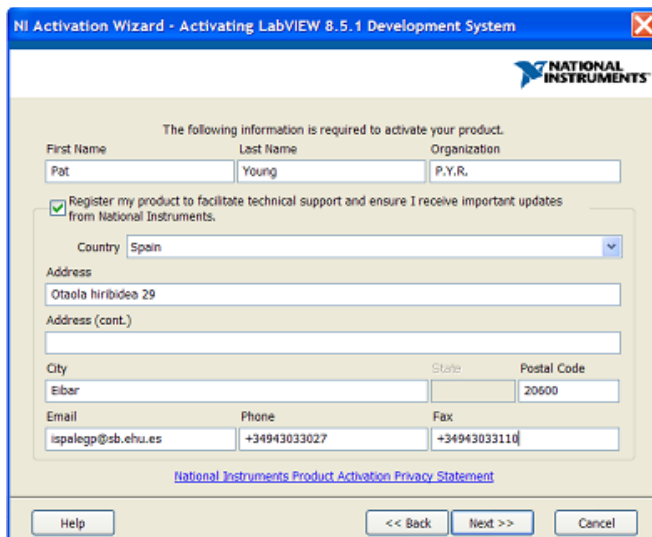 NI Activation Wizard - Activating LabVIEW 8.5.1 Development System
NATIONAL
INSTRUMENTS
The following information is required to activate your product.
First Name Last Name Organization
Pat Young P.Y.R.
Register my product to facilitate technical support and ensure I receive important updates
from National Instruments.
Country Spain
Address
Otaola hiribidea 29
Address (cont.)
City State Postal Code
Eibar 20600
Email Phone Fax
ispalegp@sb.ehu.es +34943033027 +34943033110
National Instruments Product Activation Privacy Statement
Help << Back Next >> Cancel